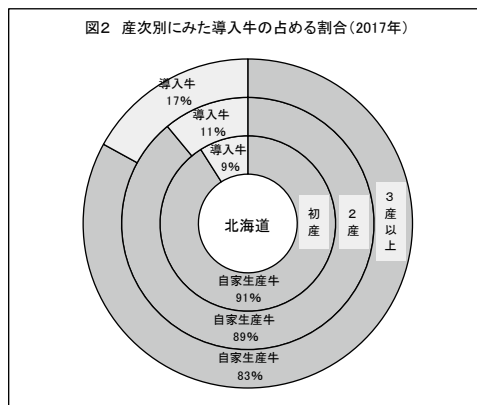 図２ 産次別にみた導入牛の占める割合(2017年)
導入牛
17%
導入牛
11%
導入牛
9%
北海道
初産
２産
３産以上
自家生産牛
91%
自家生産牛
89%
自家生産牛
83%